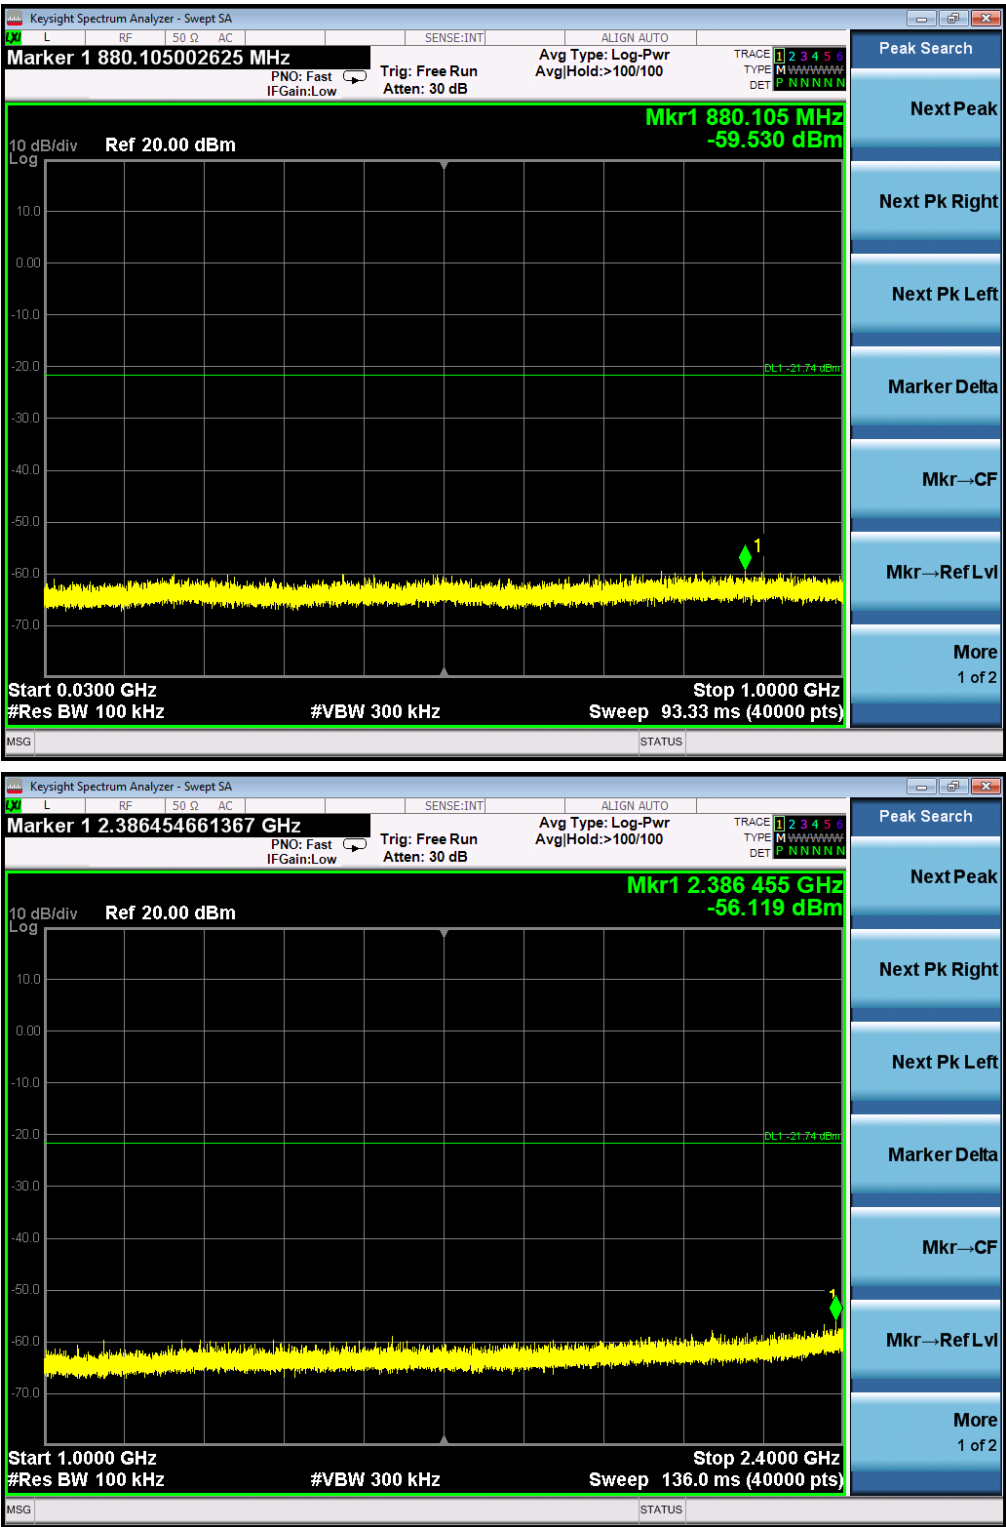 Keysight Spectrum Analyzer - Swept SA
LXI L RF 50 Ω AC SENSE:INT ALIGN AUTO
Marker 1 880.105002625 MHz
PNO: Fast
IFGain:Low
Trig: Free Run
Atten: 30 dB
Avg Type: Log-Pwr
Avg|Hold:>100/100
TRACE 1 2 3 4 5 6
TYPE M WWWWW
DET P N N N N N
Mkr1 880.105 MHz
-59.530 dBm
10 dB/div Ref 20.00 dBm
Log
10.0
0.00
-10.0
-20.0
DL1 -21.74 dBm
-30.0
-40.0
-50.0
1
-60.0
-70.0
Start 0.0300 GHz Stop 1.0000 GHz
#Res BW 100 kHz #VBW 300 kHz Sweep 93.33 ms (40000 pts)
MSG STATUS
Peak Search
Next Peak
Next Pk Right
Next Pk Left
Marker Delta
Mkr→CF
Mkr→Ref Lvl
More
1 of 2
Keysight Spectrum Analyzer - Swept SA
LXI L RF 50 Ω AC SENSE:INT ALIGN AUTO
Marker 1 2.386454661367 GHz
PNO: Fast
IFGain:Low
Trig: Free Run
Atten: 30 dB
Avg Type: Log-Pwr
Avg|Hold:>100/100
TRACE 1 2 3 4 5 6
TYPE M WWWWW
DET P N N N N N
Mkr1 2.386 455 GHz
-56.119 dBm
10 dB/div Ref 20.00 dBm
Log
10.0
0.00
-10.0
-20.0
DL1 -21.74 dBm
-30.0
-40.0
-50.0
1
-60.0
-70.0
Start 1.0000 GHz Stop 2.4000 GHz
#Res BW 100 kHz #VBW 300 kHz Sweep 136.0 ms (40000 pts)
MSG STATUS
Peak Search
Next Peak
Next Pk Right
Next Pk Left
Marker Delta
Mkr→CF
Mkr→Ref Lvl
More
1 of 2